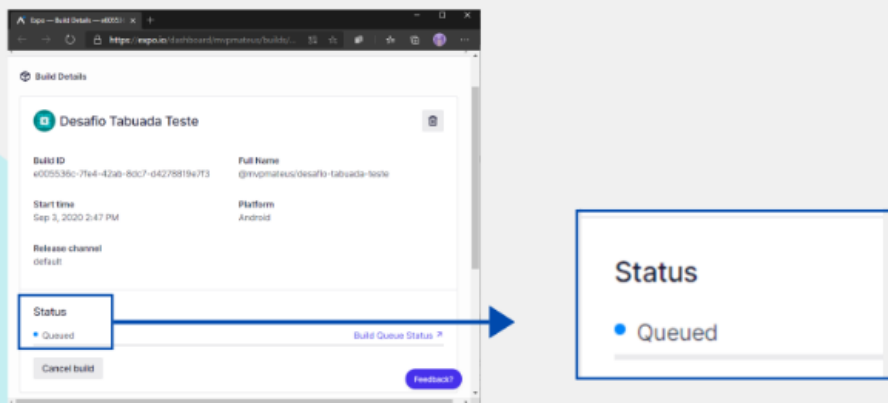 Expo — Build Details — e005536
https://expo.io/dashboard/mvpmateus/builds/...
Build Details
Desafio Tabuada Teste
Build ID
Full Name
e005536c-7fe4-42ab-8dc7-d4278819e7f3
@mvpmateus/desafio-tabuada-teste
Start time
Platform
Sep 3, 2020 2:47 PM
Android
Release channel
default
Status
Queued
Build Queue Status
Cancel build
Feedback?
Status
Queued